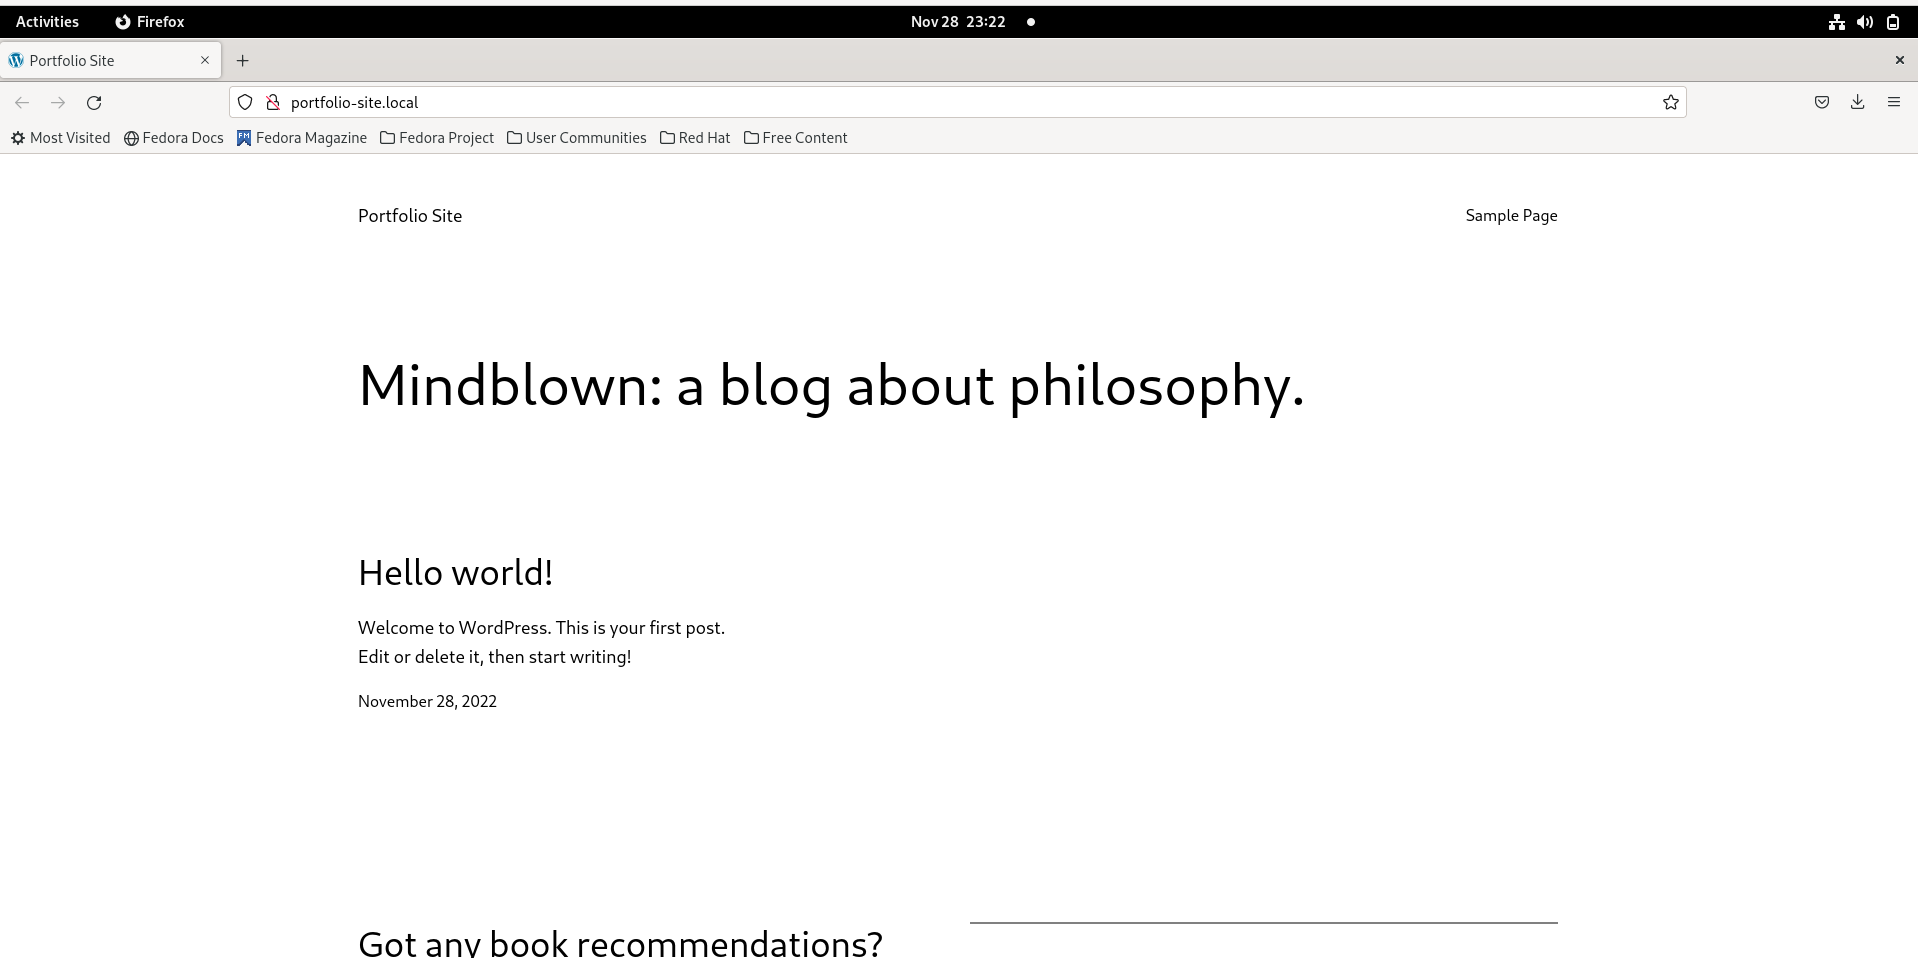 Activities Firefox Nov 28 23:22
Portfolio Site
portfolio-site.local
Most Visited Fedora Docs FM Fedora Magazine Fedora Project User Communities Red Hat Free Content
Portfolio Site Sample Page
Mindblown: a blog about philosophy.
Hello world!
Welcome to WordPress. This is your first post.
Edit or delete it, then start writing!
November 28, 2022
Got any book recommendations?